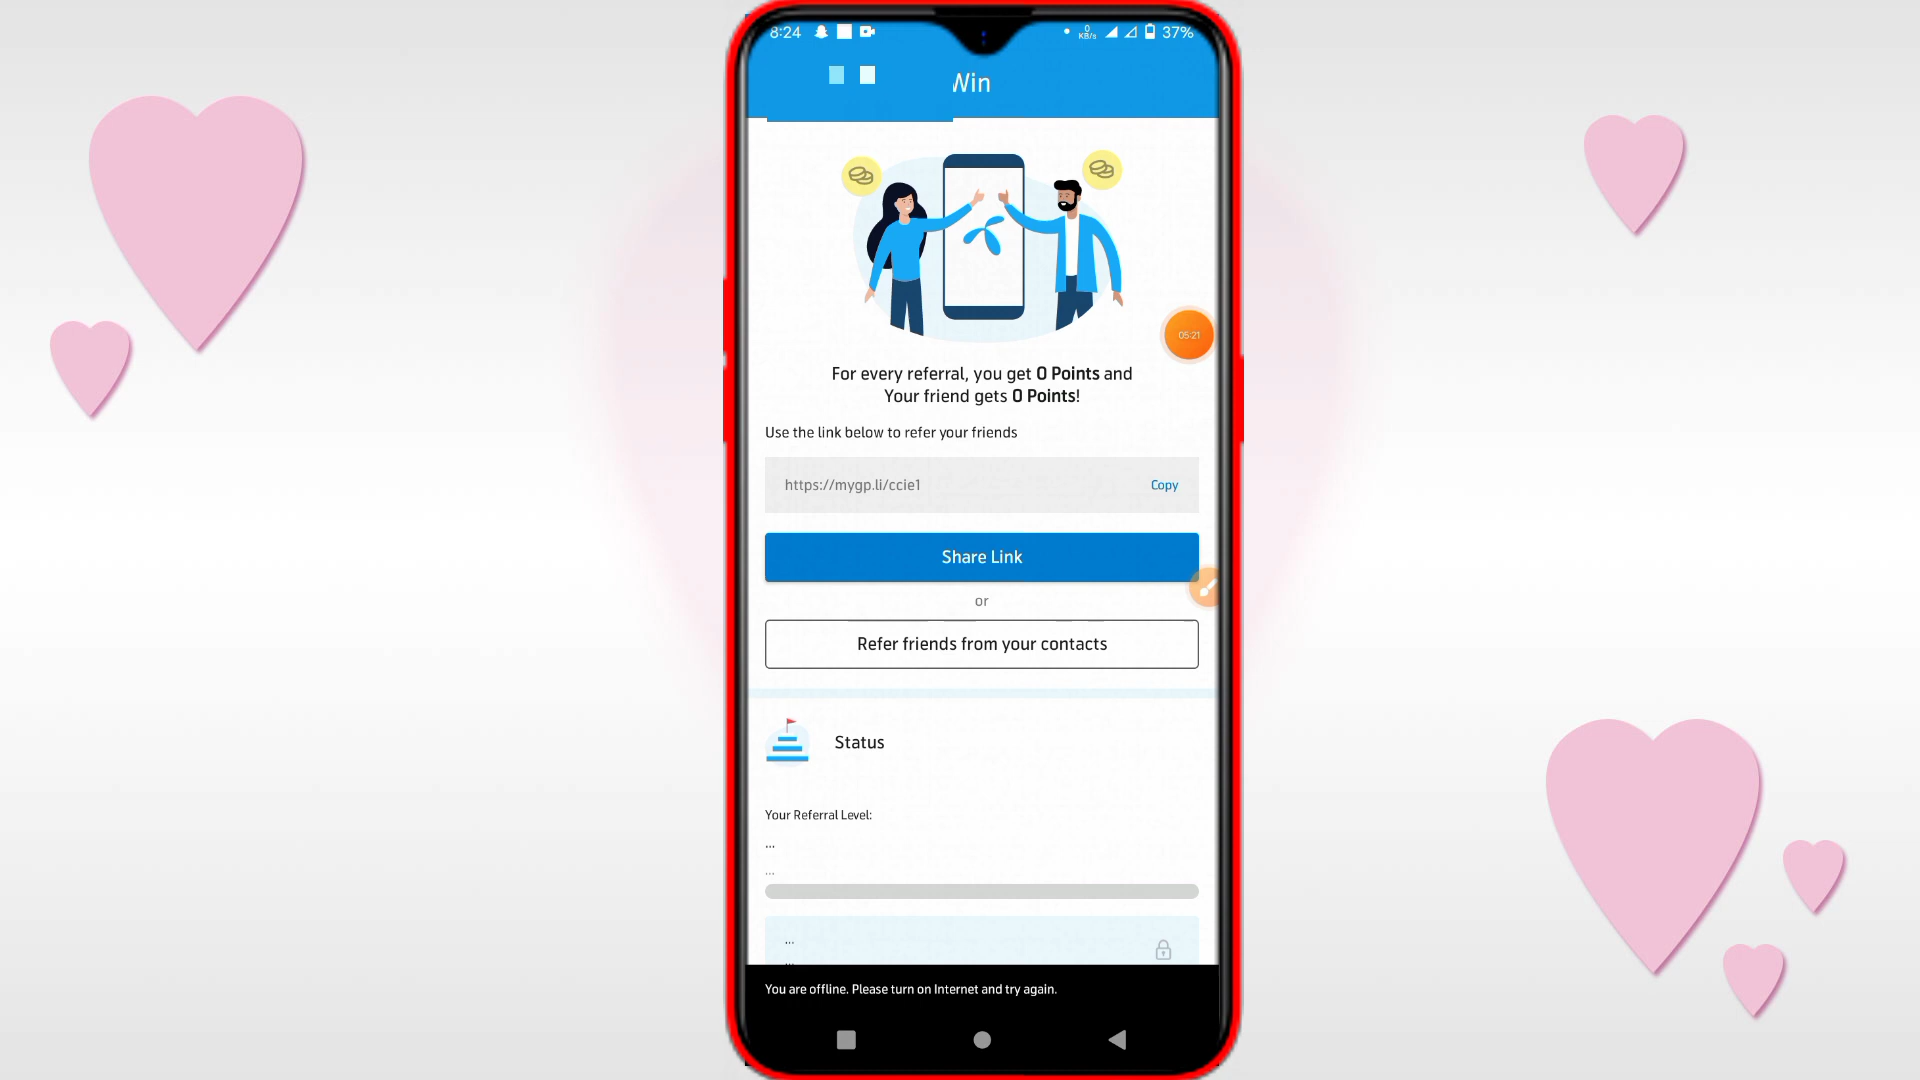 8:24
0
KB/s
37%
Win
05:21
For every referral, you get 0 Points and
Your friend gets 0 Points!
Use the link below to refer your friends
https://mygp.li/ccie1
Copy
Share Link
or
Refer friends from your contacts
Status
Your Referral Level:
...
...
...
...
You are offline. Please turn on Internet and try again.